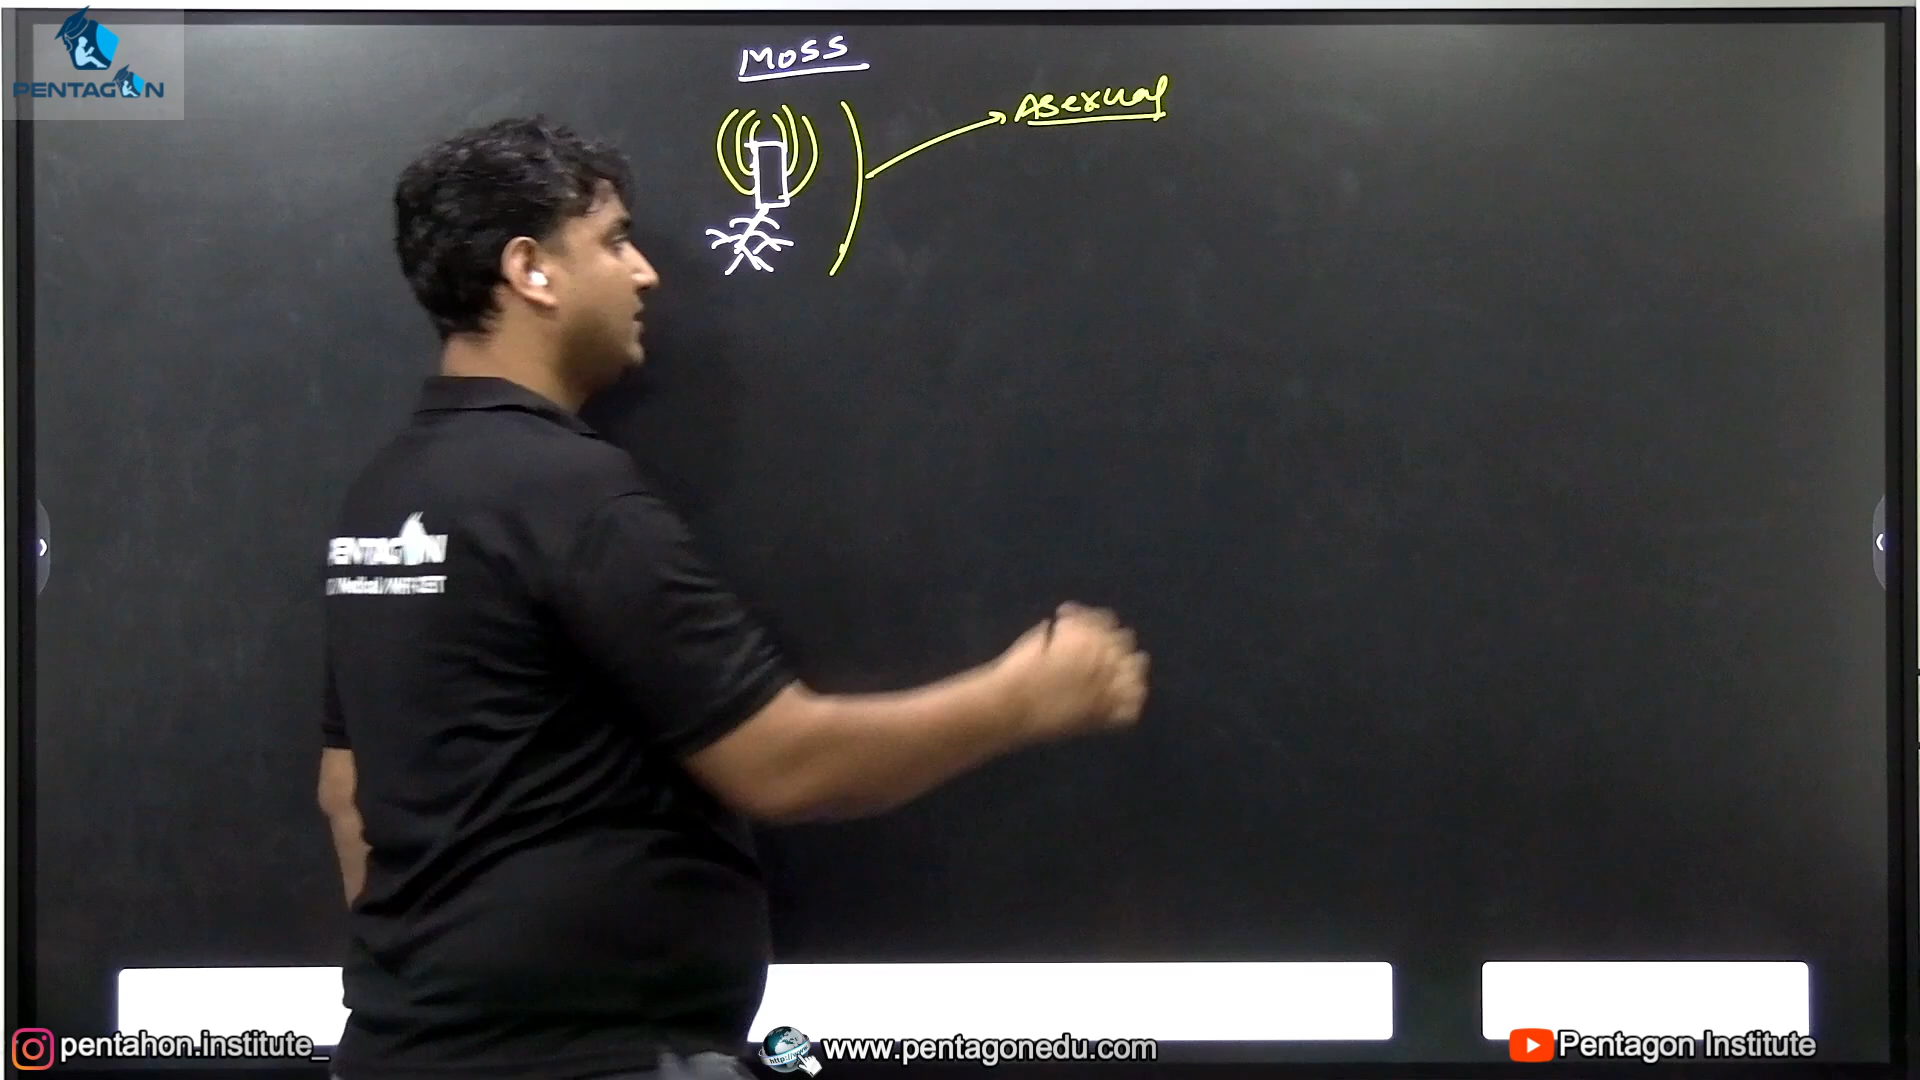 PENTAGON
Moss
Asexual
PENTAGON
pentahon.institute_
www.pentagonedu.com
Pentagon Institute